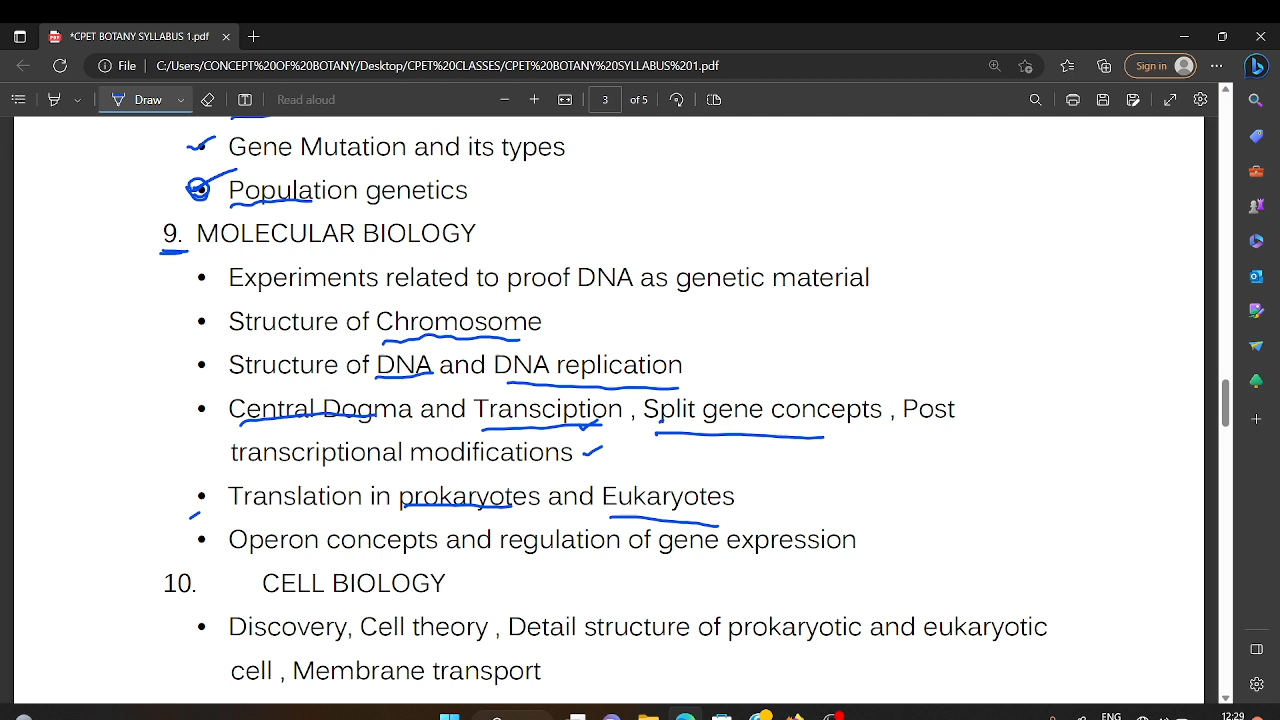 *CPET BOTANY SYLLABUS 1.pdf
File | C:/Users/CONCEPT%20OF%20BOTANY/Desktop/CPET%20CLASSES/CPET%20BOTANY%20SYLLABUS%201.pdf
Sign in
Draw
Read aloud
3 of 5
• Gene Mutation and its types
• Population genetics
9. MOLECULAR BIOLOGY
• Experiments related to proof DNA as genetic material
• Structure of Chromosome
• Structure of DNA and DNA replication
• Central Dogma and Transciption , Split gene concepts , Post
transcriptional modifications
• Translation in prokaryotes and Eukaryotes
• Operon concepts and regulation of gene expression
10. CELL BIOLOGY
• Discovery, Cell theory , Detail structure of prokaryotic and eukaryotic
cell , Membrane transport
ENG
12:29